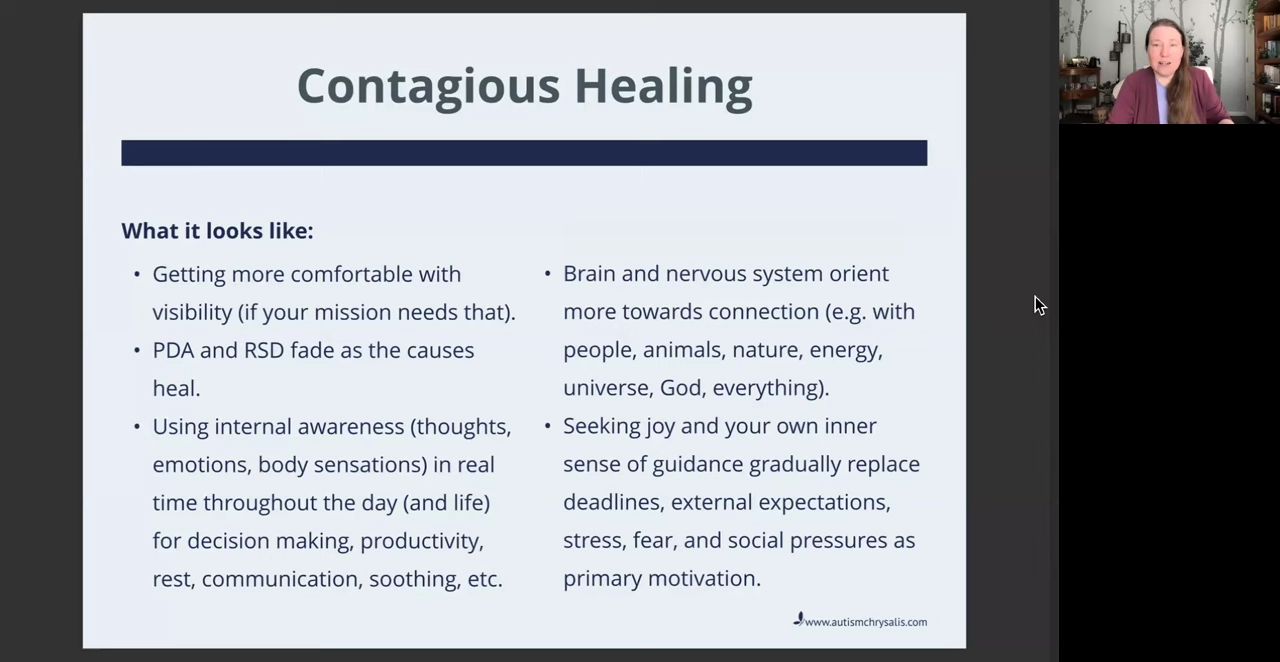 Contagious Healing
What it looks like:
• Getting more comfortable with
visibility (if your mission needs that).
• PDA and RSD fade as the causes
heal.
• Using internal awareness (thoughts,
emotions, body sensations) in real
time throughout the day (and life)
for decision making, productivity,
rest, communication, soothing, etc.
• Brain and nervous system orient
more towards connection (e.g. with
people, animals, nature, energy,
universe, God, everything).
• Seeking joy and your own inner
sense of guidance gradually replace
deadlines, external expectations,
stress, fear, and social pressures as
primary motivation.
www.autismchrysalis.com